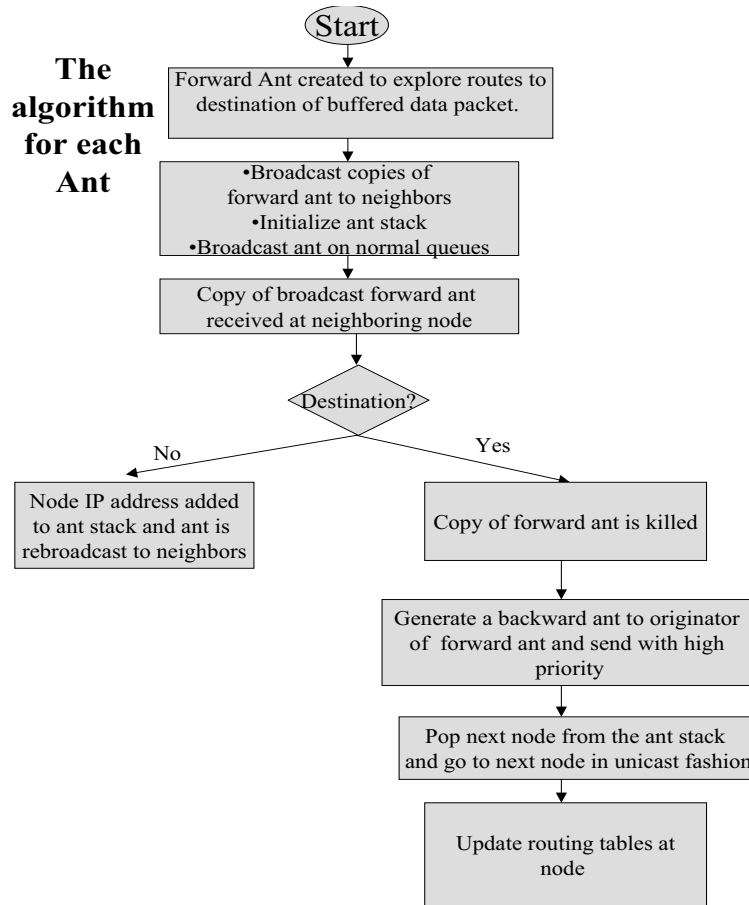 Start
The
algorithm
for each
Ant
Forward Ant created to explore routes to
destination of buffered data packet.
•Broadcast copies of
forward ant to neighbors
•Initialize ant stack
•Broadcast ant on normal queues
Copy of broadcast forward ant
received at neighboring node
Destination?
No
Yes
Node IP address added
to ant stack and ant is
rebroadcast to neighbors
Copy of forward ant is killed
Generate a backward ant to originator
of forward ant and send with high
priority
Pop next node from the ant stack
and go to next node in unicast fashion
Update routing tables at
node